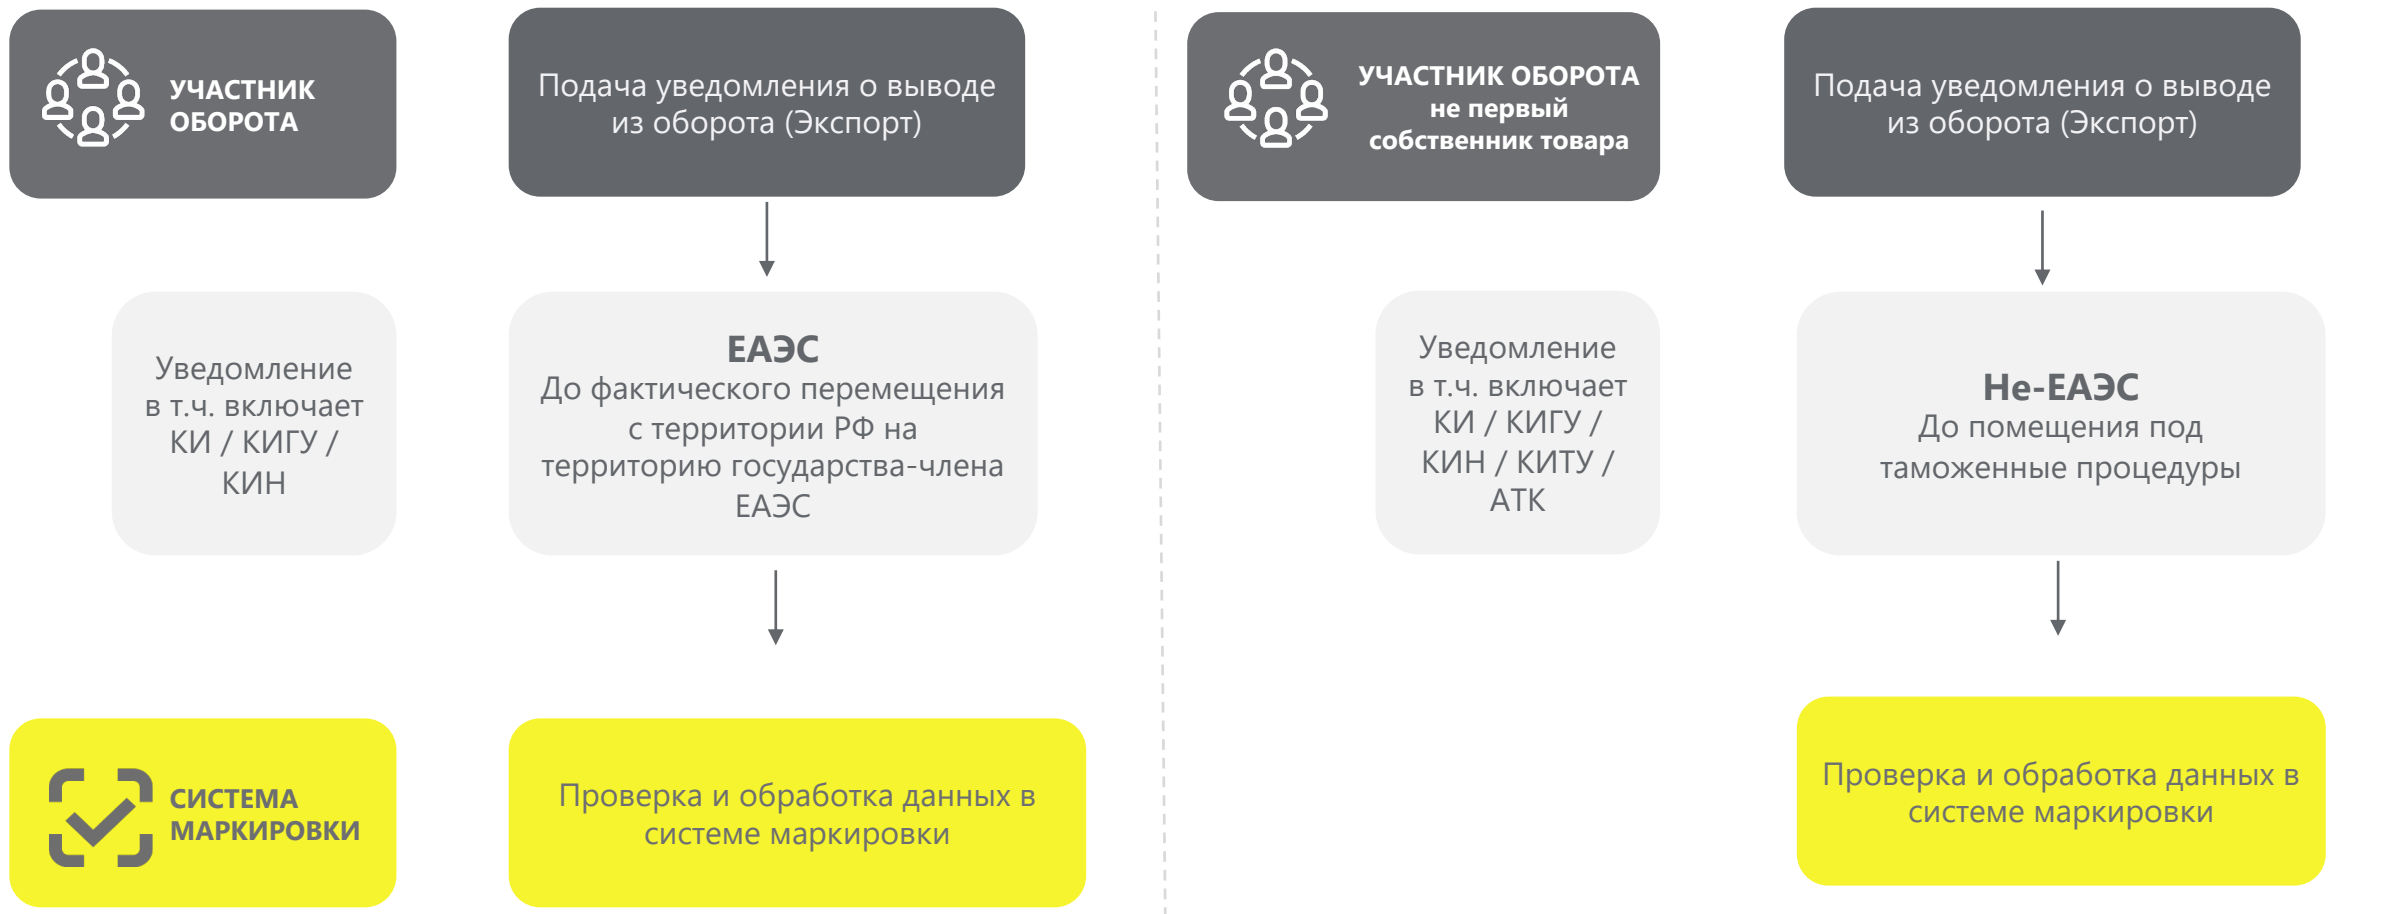 УЧАСТНИК
ОБОРОТА
Подача уведомления о выводе
из оборота (Экспорт)
Уведомление
в т.ч. включает
КИ / КИГУ /
КИН
ЕАЭС
До фактического перемещения
с территории РФ на
территорию государства-члена
ЕАЭС
СИСТЕМА
МАРКИРОВКИ
Проверка и обработка данных в
системе маркировки
УЧАСТНИК ОБОРОТА
не первый
собственник товара
Подача уведомления о выводе
из оборота (Экспорт)
Уведомление
в т.ч. включает
КИ / КИГУ /
КИН / КИТУ /
АТК
Не-ЕАЭС
До помещения под
таможенные процедуры
Проверка и обработка данных в
системе маркировки